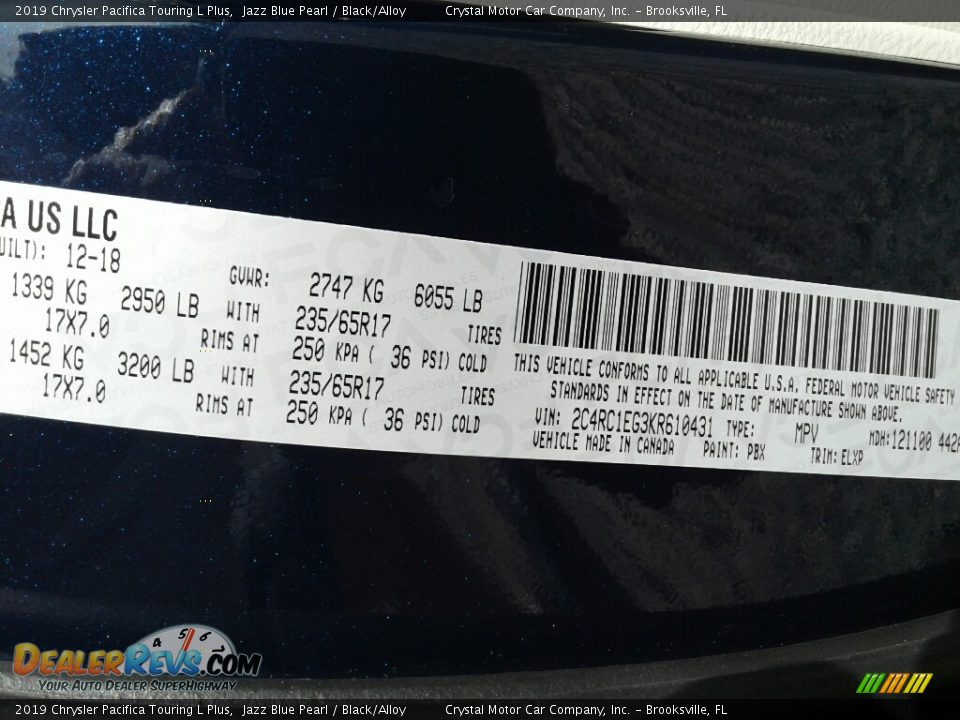 2019 Chrysler Pacifica Touring L Plus, Jazz Blue Pearl / Black/Alloy Crystal Motor Car Company, Inc. - Brooksville, FL
A US LLC
UILT): 12-18
GVWR: 2747 KG 6055 LB
1339 KG 2950 LB WITH 235/65R17 TIRES
17X7.0 RIMS AT 250 KPA ( 36 PSI) COLD
1452 KG 3200 LB WITH 235/65R17 TIRES
17X7.0 RIMS AT 250 KPA ( 36 PSI) COLD
THIS VEHICLE CONFORMS TO ALL APPLICABLE U.S.A. FEDERAL MOTOR VEHICLE SAFETY
STANDARDS IN EFFECT ON THE DATE OF MANUFACTURE SHOWN ABOVE.
VIN: 2C4RC1EG3KR610431 TYPE: MPV MDH:121100 442
VEHICLE MADE IN CANADA PAINT: PBX TRIM: ELXP
4 5 6
DealerRevs.com
Your Auto Dealer SuperHighway
2019 Chrysler Pacifica Touring L Plus, Jazz Blue Pearl / Black/Alloy Crystal Motor Car Company, Inc. - Brooksville, FL